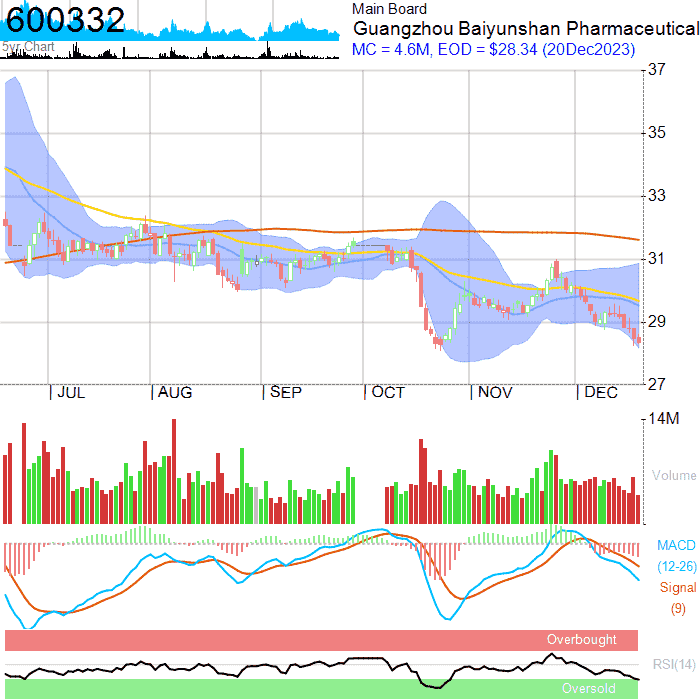 600332
5yr Chart
Main Board
Guangzhou Baiyunshan Pharmaceutical
MC = 4.6M, EOD = $28.34 (20Dec2023)
37
35
33
31
29
27
JUL
AUG
SEP
OCT
NOV
DEC
14M
Volume
MACD
(12-26)
Signal
(9)
Overbought
RSI(14)
Oversold